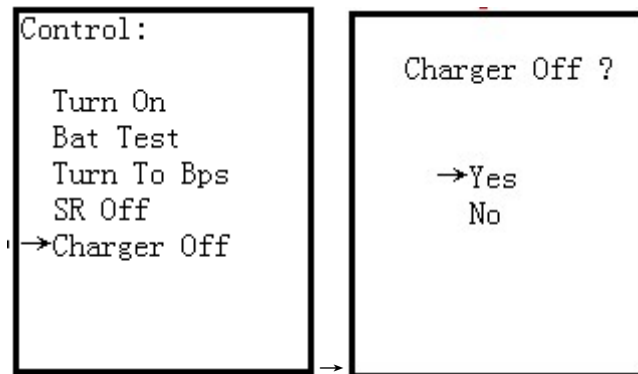 Control:
Turn On
Bat Test
Turn To Bps
SR Off
→Charger Off
→
Charger Off ?
→Yes
No